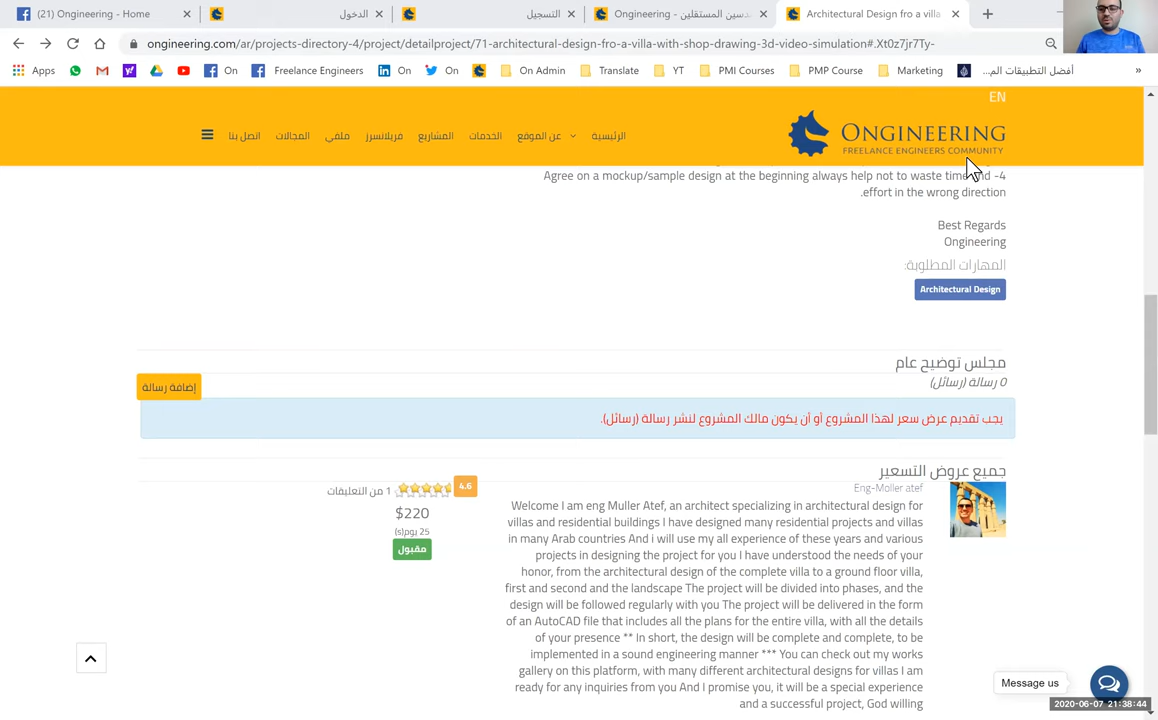 (21) Ongineering - Home
الدخول
التسجيل
Ongineering - دسين المستقلين
Architectural Design fro a villa
ongineering.com/ar/projects-directory-4/project/detailproject/71-architectural-design-fro-a-villa-with-shop-drawing-3d-video-simulation#.Xt0z7jr7Ty-
Apps
On
Freelance Engineers
On
On
On Admin
Translate
YT
PMI Courses
PMP Course
Marketing
أفضل التطبيقات الم...
»
EN
ONGINEERING
FREELANCE ENGINEERS COMMUNITY
الرئيسية
عن الموقع
الخدمات
المشاريع
فريلانسرز
ملفي
المجالات
اتصل بنا
Agree on a mockup/sample design at the beginning always help not to waste time and -4
.effort in the wrong direction
Best Regards
Ongineering
المهارات المطلوبة:
Architectural Design
مجلس توضيح عام
0 رسالة (رسائل)
إضافة رسالة
يجب تقديم عرض سعر لهذا المشروع أو أن يكون مالك المشروع لنشر رسالة (رسائل).
جميع عروض التسعير
Eng-Moller atef
4.6
1 من التعليقات
$220
25 يوم(s)
مقبول
Welcome I am eng Muller Atef, an architect specializing in architectural design for
villas and residential buildings I have designed many residential projects and villas
in many Arab countries And i will use my all experience of these years and various
projects in designing the project for you I have understood the needs of your
honor, from the architectural design of the complete villa to a ground floor villa,
first and second and the landscape The project will be divided into phases, and the
design will be followed regularly with you The project will be delivered in the form
of an AutoCAD file that includes all the plans for the entire villa, with all the details
of your presence ** In short, the design will be complete and complete, to be
implemented in a sound engineering manner *** You can check out my works
gallery on this platform, with many different architectural designs for villas I am
ready for any inquiries from you And I promise you, it will be a special experience
and a successful project, God willing
Message us
2020-06-07 21:38:44